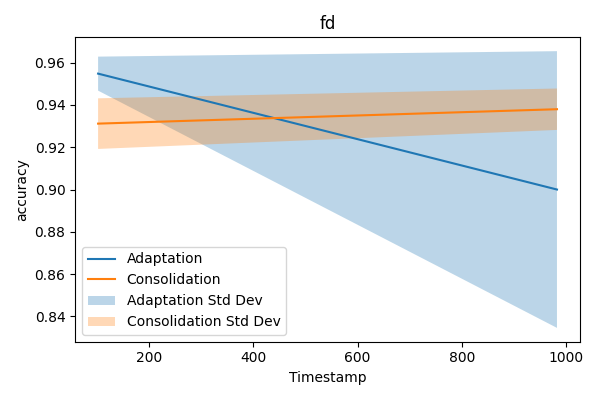 fd
0.96
0.94
0.92
0.90
0.88
0.86
0.84
accuracy
Adaptation
Consolidation
Adaptation Std Dev
Consolidation Std Dev
200
400
600
800
1000
Timestamp